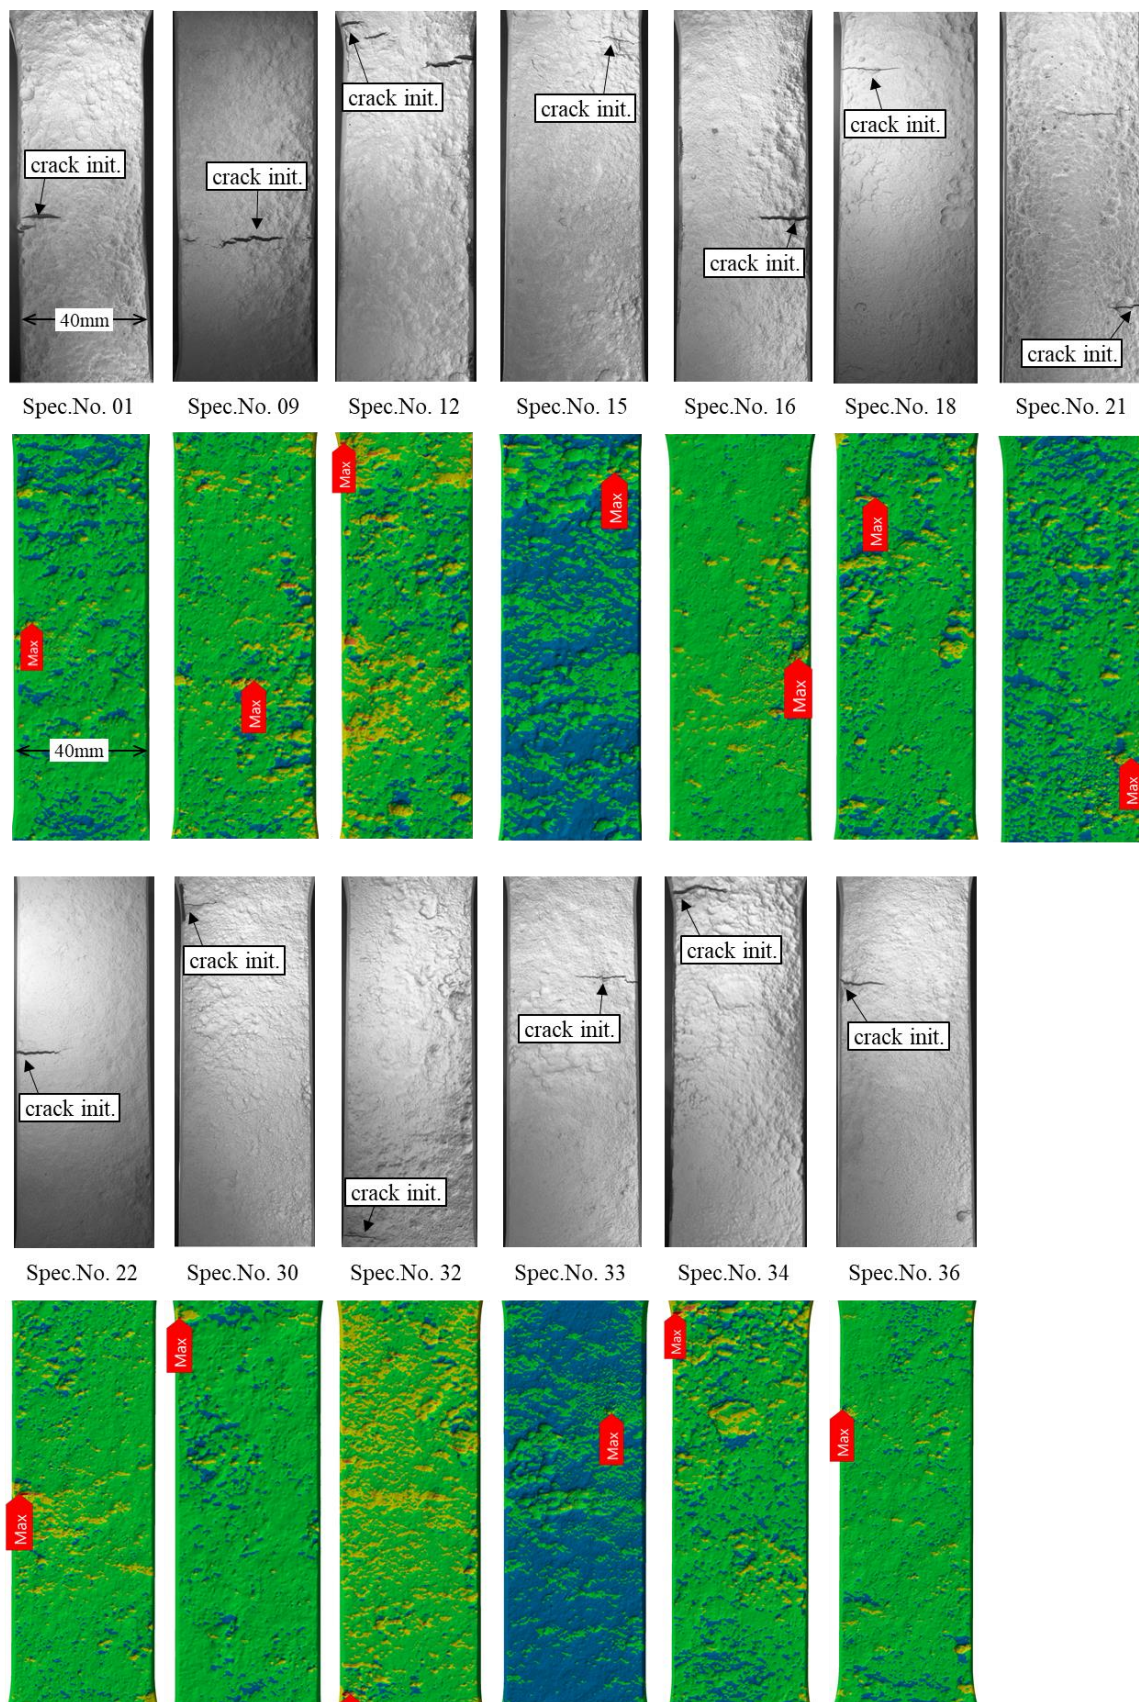 crack init.
crack init.
crack init.
crack init.
crack init.
crack init.
crack init.
40mm
Spec.No. 01
Spec.No. 09
Spec.No. 12
Spec.No. 15
Spec.No. 16
Spec.No. 18
Spec.No. 21
Max
Max
Max
Max
Max
Max
Max
40mm
crack init.
crack init.
crack init.
crack init.
crack init.
crack init.
Spec.No. 22
Spec.No. 30
Spec.No. 32
Spec.No. 33
Spec.No. 34
Spec.No. 36
Max
Max
Max
Max
Max